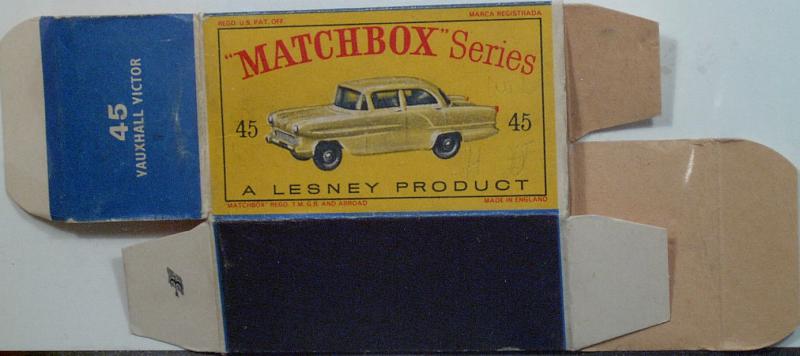 REGD. U.S. PAT. OFF.
MARCA REGISTRADA
"MATCHBOX" Series
45
45
A LESNEY PRODUCT
"MATCHBOX" REGD. T.M. G.B. AND ABROAD
MADE IN ENGLAND
45
VAUXHALL VICTOR